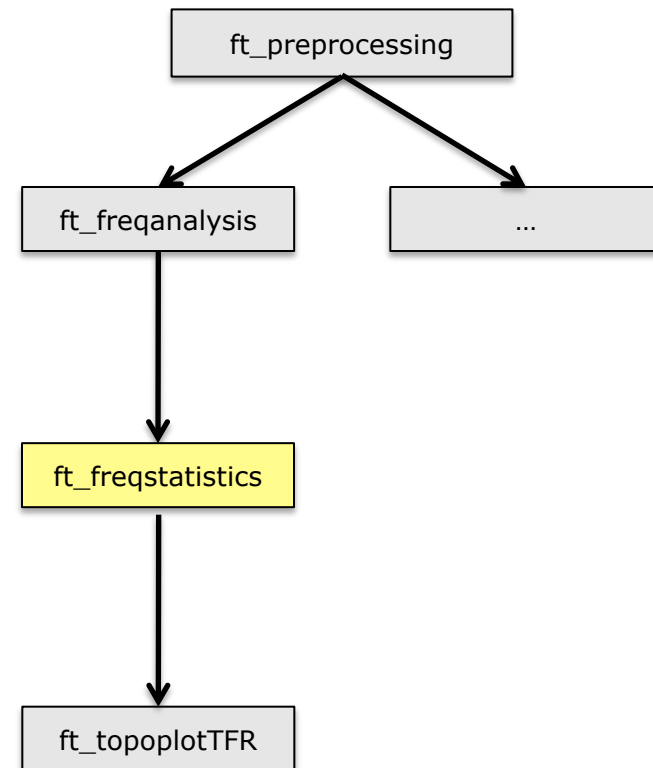 ft_preprocessing
ft_freqanalysis
…
ft_freqstatistics
ft_topoplotTFR